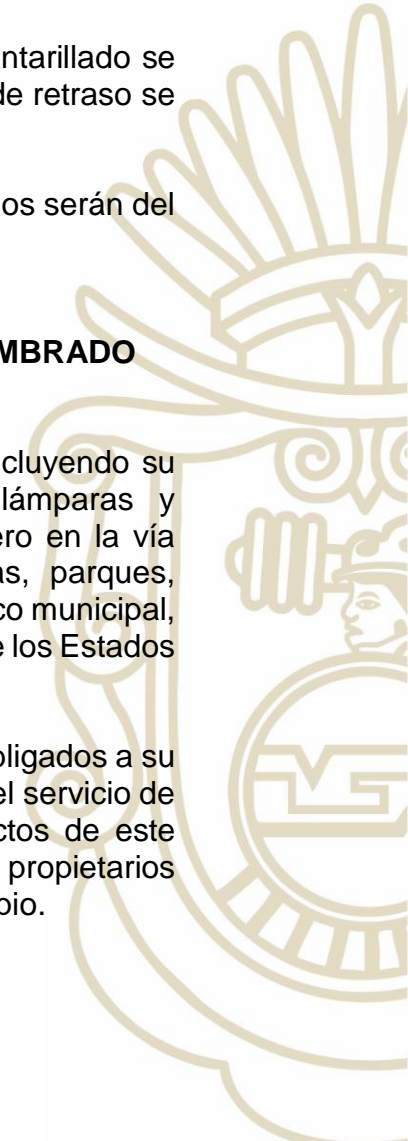 ntarillado se
de retraso se
os serán del
MBRADO
cluyendo su
lámparas y
ero en la vía
as, parques,
co municipal,
e los Estados
bligados a su
el servicio de
ctos de este
propietarios
pio.